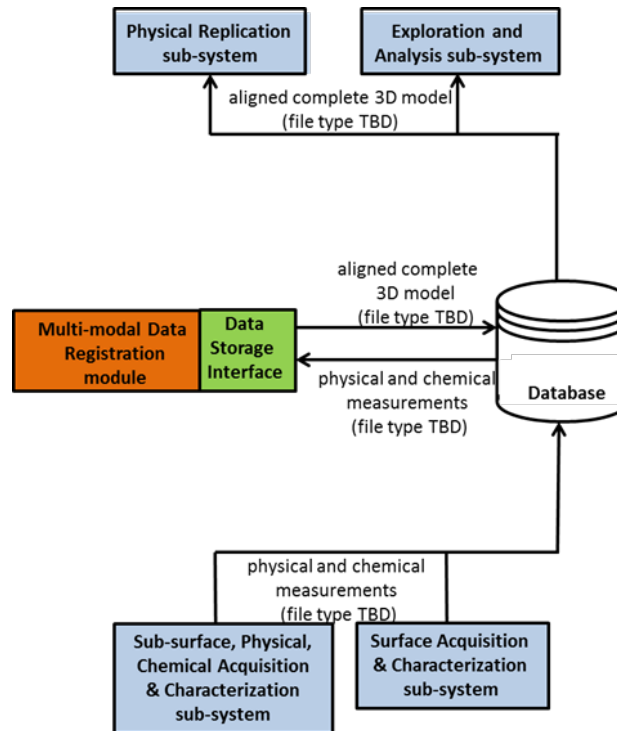 Physical Replication
sub-system
Exploration and
Analysis sub-system
aligned complete 3D model
(file type TBD)
aligned complete
3D model
(file type TBD)
Multi-modal Data
Registration
module
Data
Storage
Interface
physical and chemical
measurements
(file type TBD)
Database
physical and chemical
measurements
(file type TBD)
Sub-surface, Physical,
Chemical Acquisition
& Characterization
sub-system
Surface Acquisition
& Characterization
sub-system